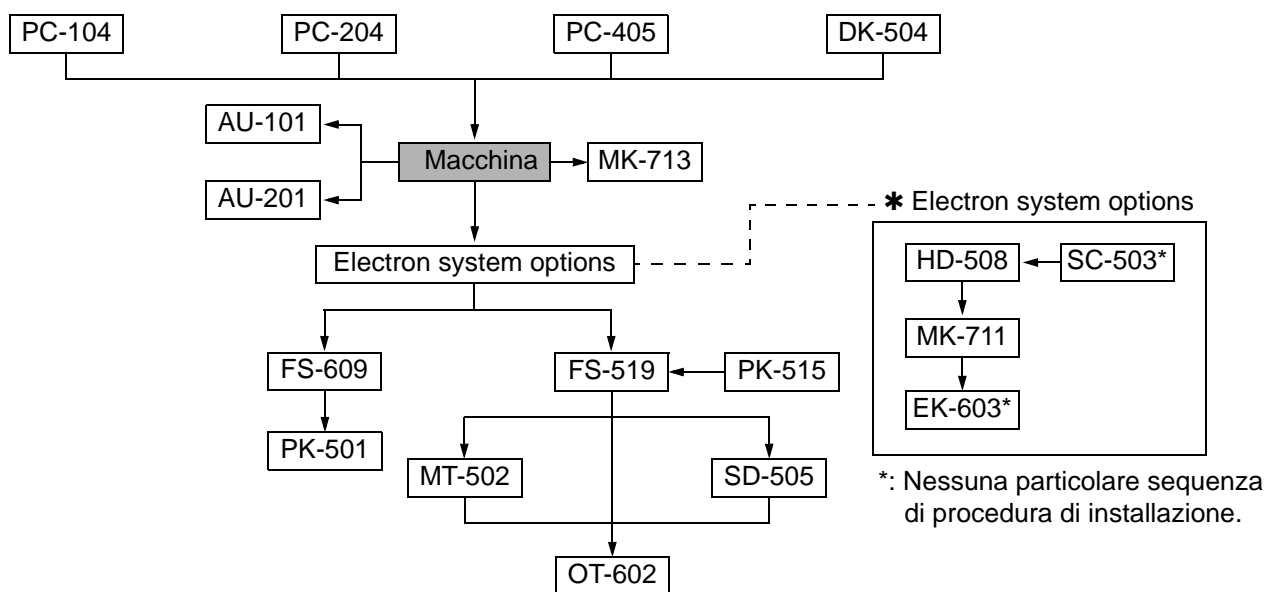 PC-104
PC-204
PC-405
DK-504
AU-101
Macchina
MK-713
AU-201
✱ Electron system options
Electron system options
HD-508
SC-503*
MK-711
FS-609
FS-519
PK-515
EK-603*
PK-501
MT-502
SD-505
*: Nessuna particolare sequenza
di procedura di installazione.
OT-602